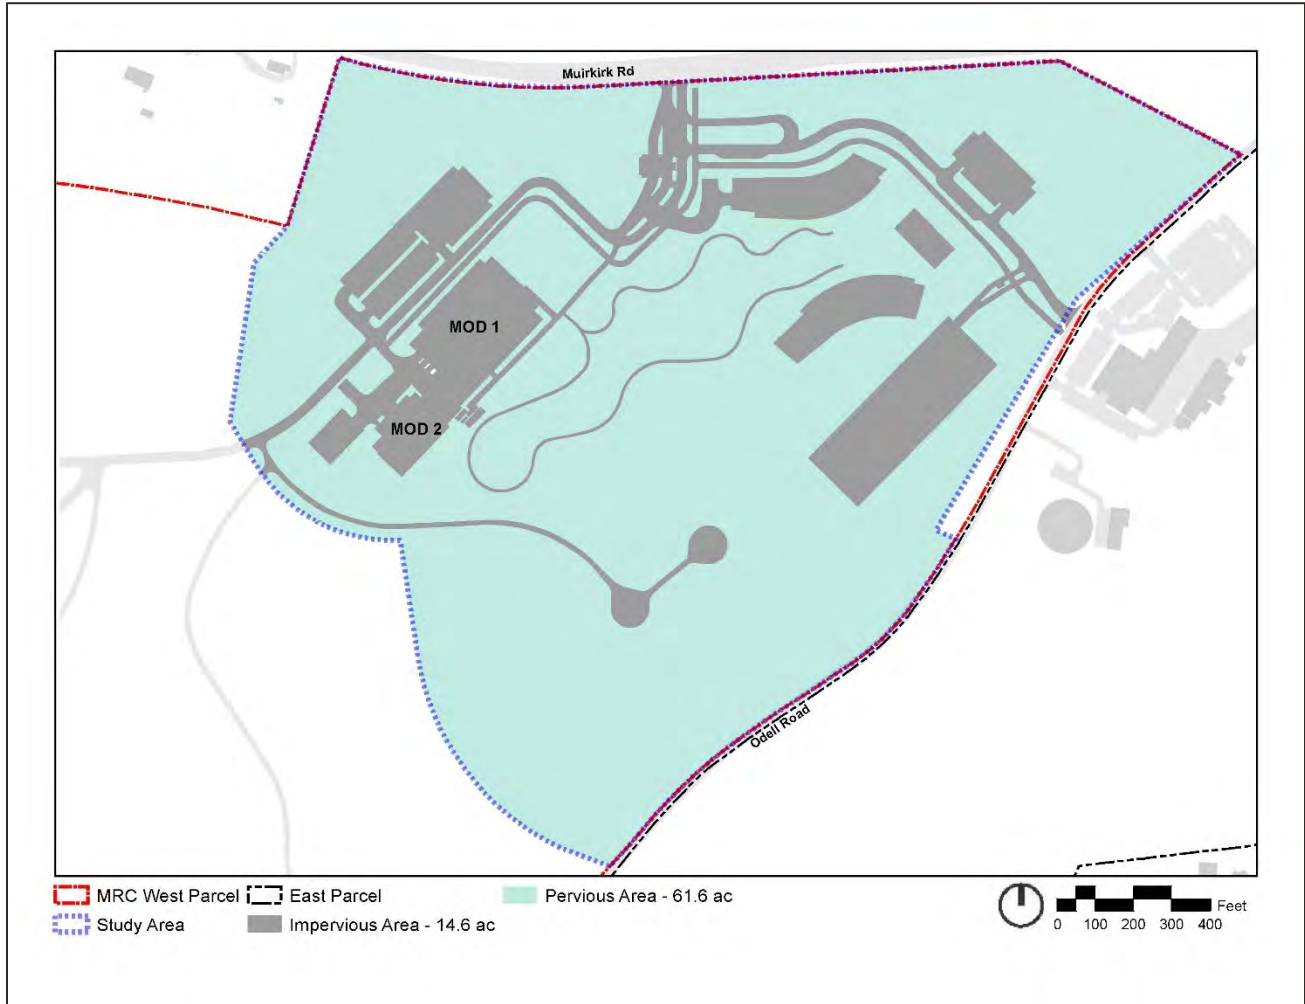 Muirkirk Rd
MOD 1
MOD 2
Odell Road
MRC West Parcel
East Parcel
Pervious Area - 61.6 ac
Study Area
Impervious Area - 14.6 ac
Feet
0 100 200 300 400